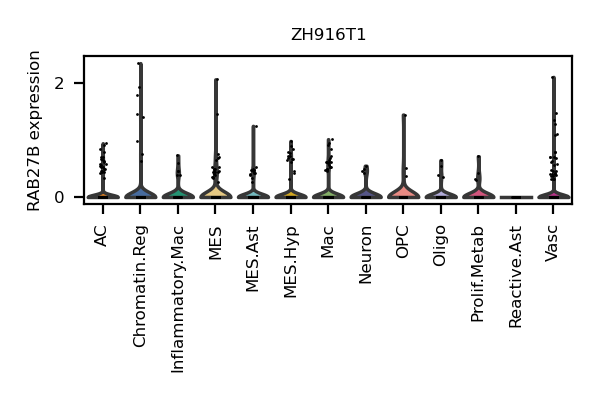 ZH916T1
RAB27B expression
2
0
AC
Chromatin.Reg
Inflammatory.Mac
MES
MES.Ast
MES.Hyp
Mac
Neuron
OPC
Oligo
Prolif.Metab
Reactive.Ast
Vasc